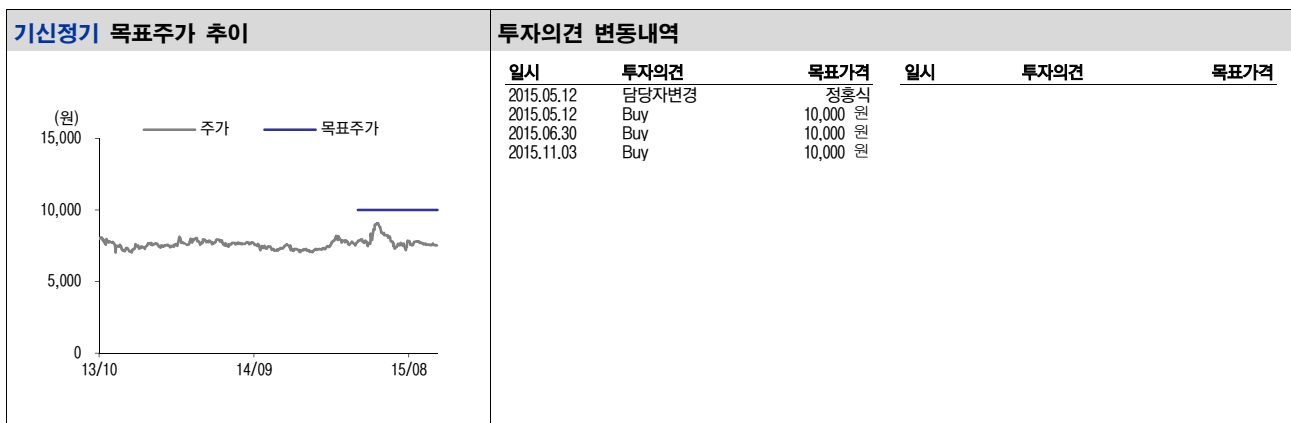 기신정기 목표주가 추이
(원)
주가 목표주가
15,000
10,000
5,000
0
13/10 14/09 15/08
투자의견 변동내역
일시 투자의견 목표가격 일시 투자의견 목표가격
2015.05.12 담당자변경 정홍식
2015.05.12 Buy 10,000 원
2015.06.30 Buy 10,000 원
2015.11.03 Buy 10,000 원